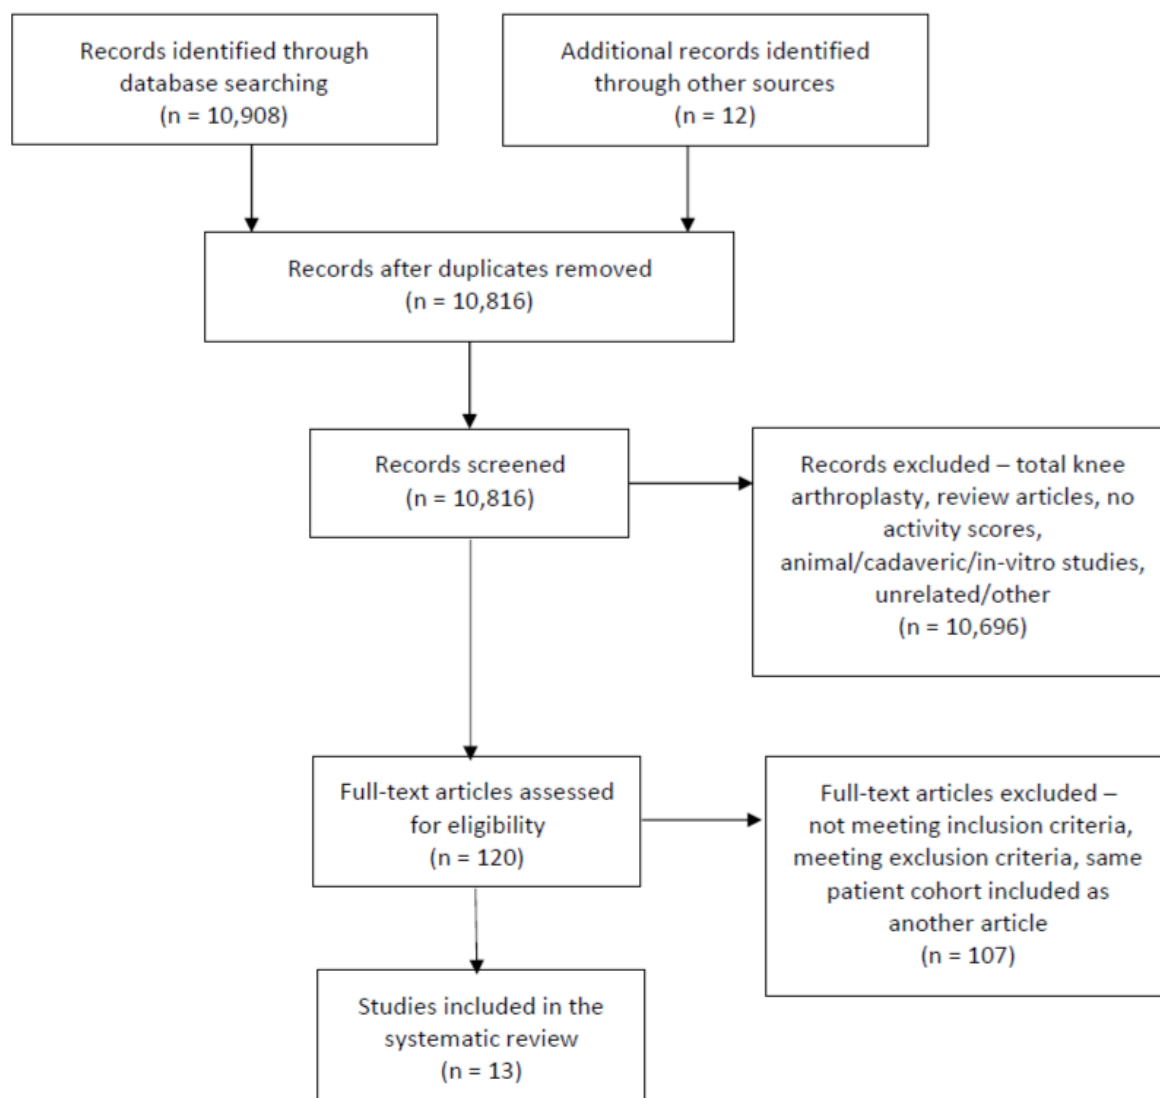 Records identified through
database searching
(n = 10,908)
Additional records identified
through other sources
(n = 12)
Records after duplicates removed
(n = 10,816)
Records screened
(n = 10,816)
Records excluded – total knee
arthroplasty, review articles, no
activity scores,
animal/cadaveric/in-vitro studies,
unrelated/other
(n = 10,696)
Full-text articles assessed
for eligibility
(n = 120)
Full-text articles excluded –
not meeting inclusion criteria,
meeting exclusion criteria, same
patient cohort included as
another article
(n = 107)
Studies included in the
systematic review
(n = 13)